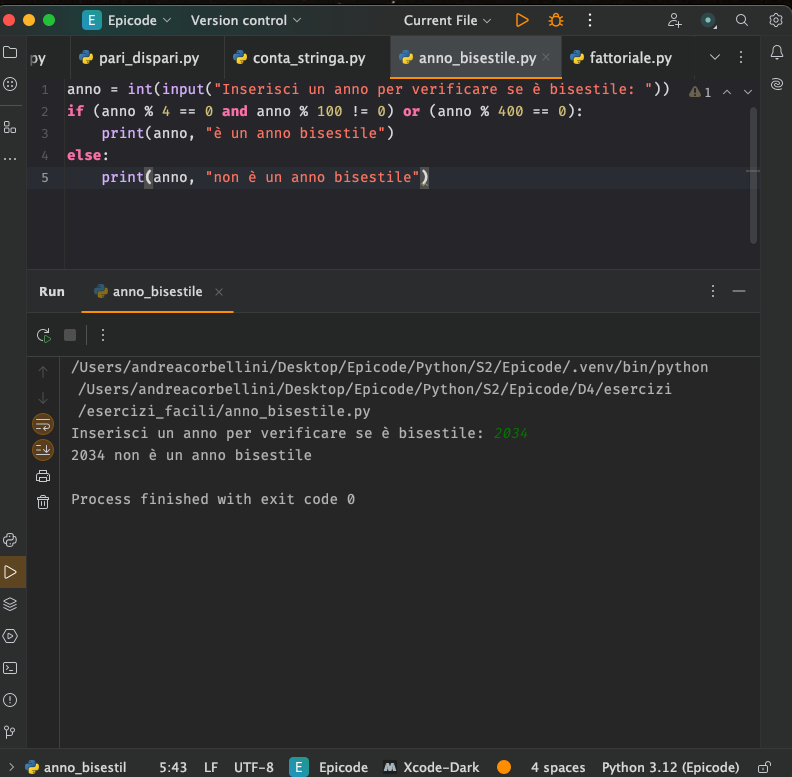 E Epicode Version control Current File
py pari_dispari.py conta_stringa.py anno_bisestile.py fattoriale.py
1 anno = int(input("Inserisci un anno per verificare se è bisestile: ")) 1
2 if (anno % 4 == 0 and anno % 100 != 0) or (anno % 400 == 0):
3 print(anno, "è un anno bisestile")
4 else:
5 print(anno, "non è un anno bisestile")
Run anno_bisestile
/Users/andreacorbellini/Desktop/Epicode/Python/S2/Epicode/.venv/bin/python
/Users/andreacorbellini/Desktop/Epicode/Python/S2/Epicode/D4/esercizi
/esercizi_facili/anno_bisestile.py
Inserisci un anno per verificare se è bisestile: 2034
2034 non è un anno bisestile
Process finished with exit code 0
anno_bisestil 5:43 LF UTF-8 E Epicode Xcode-Dark 4 spaces Python 3.12 (Epicode)